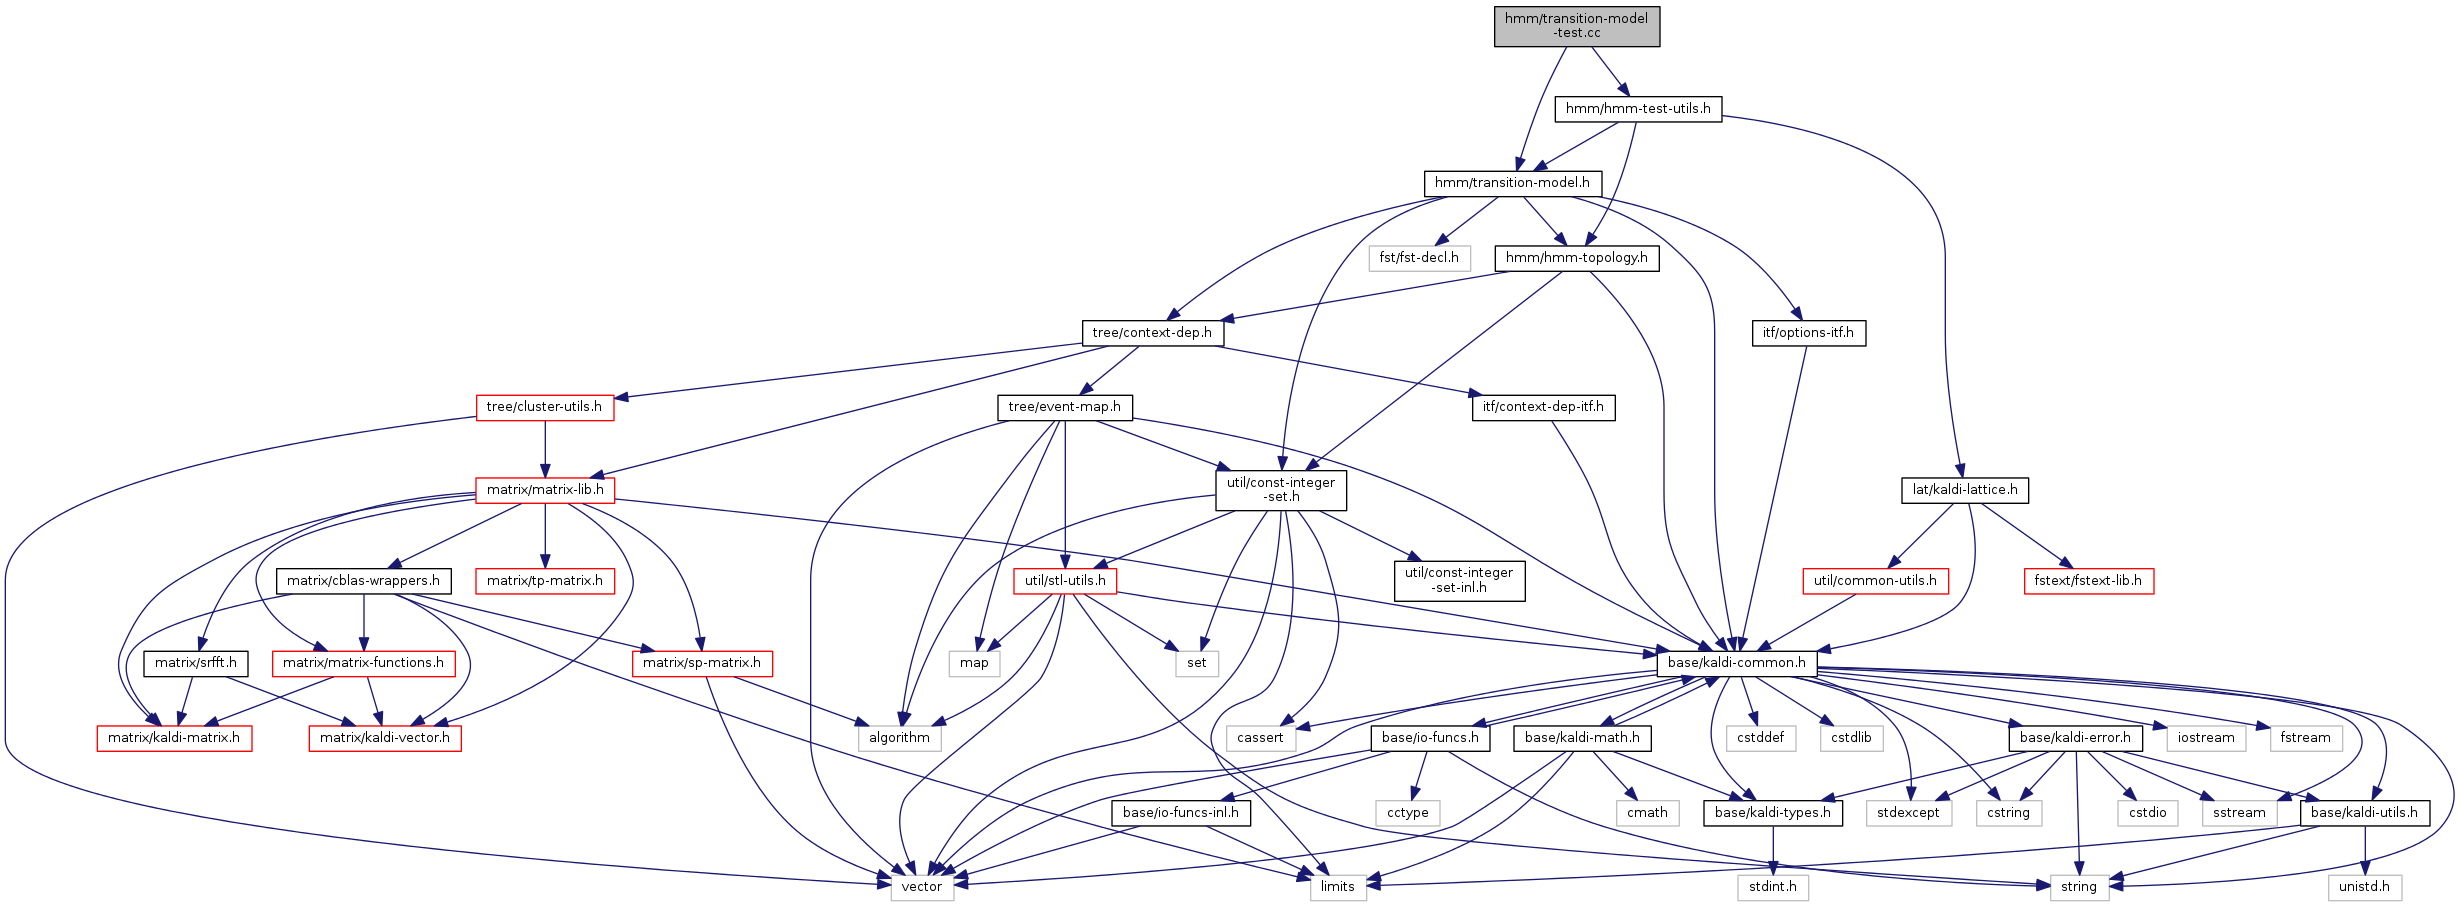 hmm/transition-model
-test.cc
hmm/hmm-test-utils.h
hmm/transition-model.h
fst/fst-decl.h
hmm/hmm-topology.h
tree/context-dep.h
itf/options-itf.h
tree/cluster-utils.h
tree/event-map.h
itf/context-dep-itf.h
matrix/matrix-lib.h
util/const-integer
-set.h
lat/kaldi-lattice.h
matrix/cblas-wrappers.h
matrix/tp-matrix.h
util/stl-utils.h
util/const-integer
-set-inl.h
util/common-utils.h
fstext/fstext-lib.h
matrix/srfft.h
matrix/matrix-functions.h
matrix/sp-matrix.h
map
set
base/kaldi-common.h
matrix/kaldi-matrix.h
matrix/kaldi-vector.h
algorithm
cassert
base/io-funcs.h
base/kaldi-math.h
cstddef
cstdlib
base/kaldi-error.h
iostream
fstream
base/io-funcs-inl.h
cctype
cmath
base/kaldi-types.h
stdexcept
cstring
cstdio
sstream
base/kaldi-utils.h
vector
limits
stdint.h
string
unistd.h